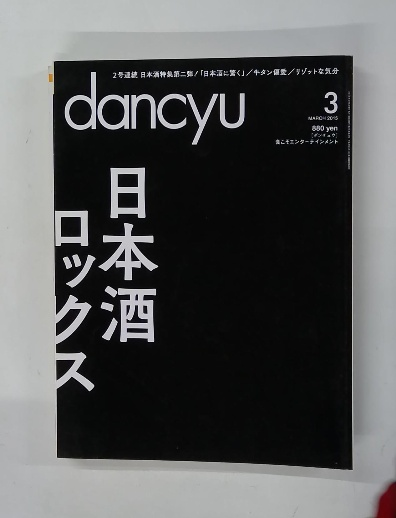 2号連続 日本酒特集第二弾!「日本酒に驚く」/牛タン偏愛/リゾットな気分
dancyu
3
MARCH 2015
880 yen
[ダンチュウ]
食こそエンターテインメント
日本酒
ロックス